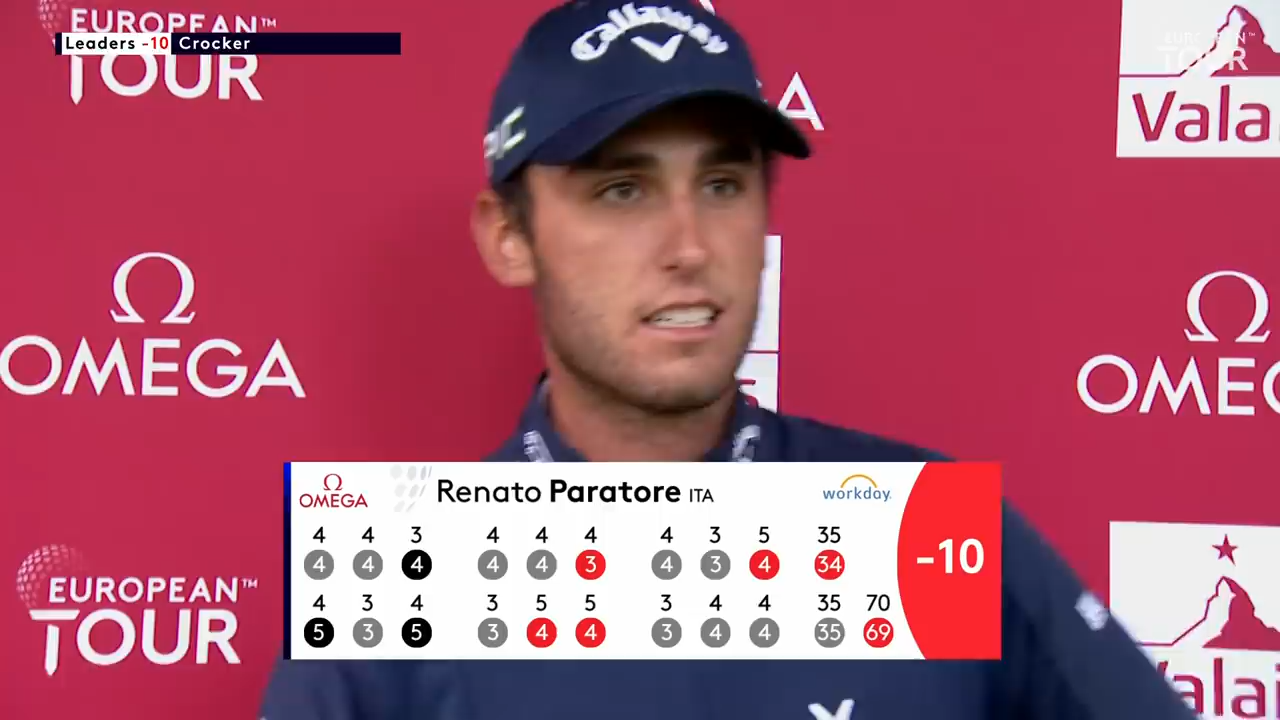 EUROPEAN™
TOUR
Leaders -10 Crocker
EUROPEAN™
TOUR
Callaway
Vala
A
Ω
OMEGA
Ω
OMEG
Ω
OMEGA
Renato Paratore ITA
workday.
4 4 3 4 4 4 4 3 5 35
4 4 4 4 4 3 4 3 4 34
-10
4 3 4 3 5 5 3 4 4 35 70
5 3 5 3 4 4 3 4 4 35 69
EUROPEAN™
TOUR
Valai